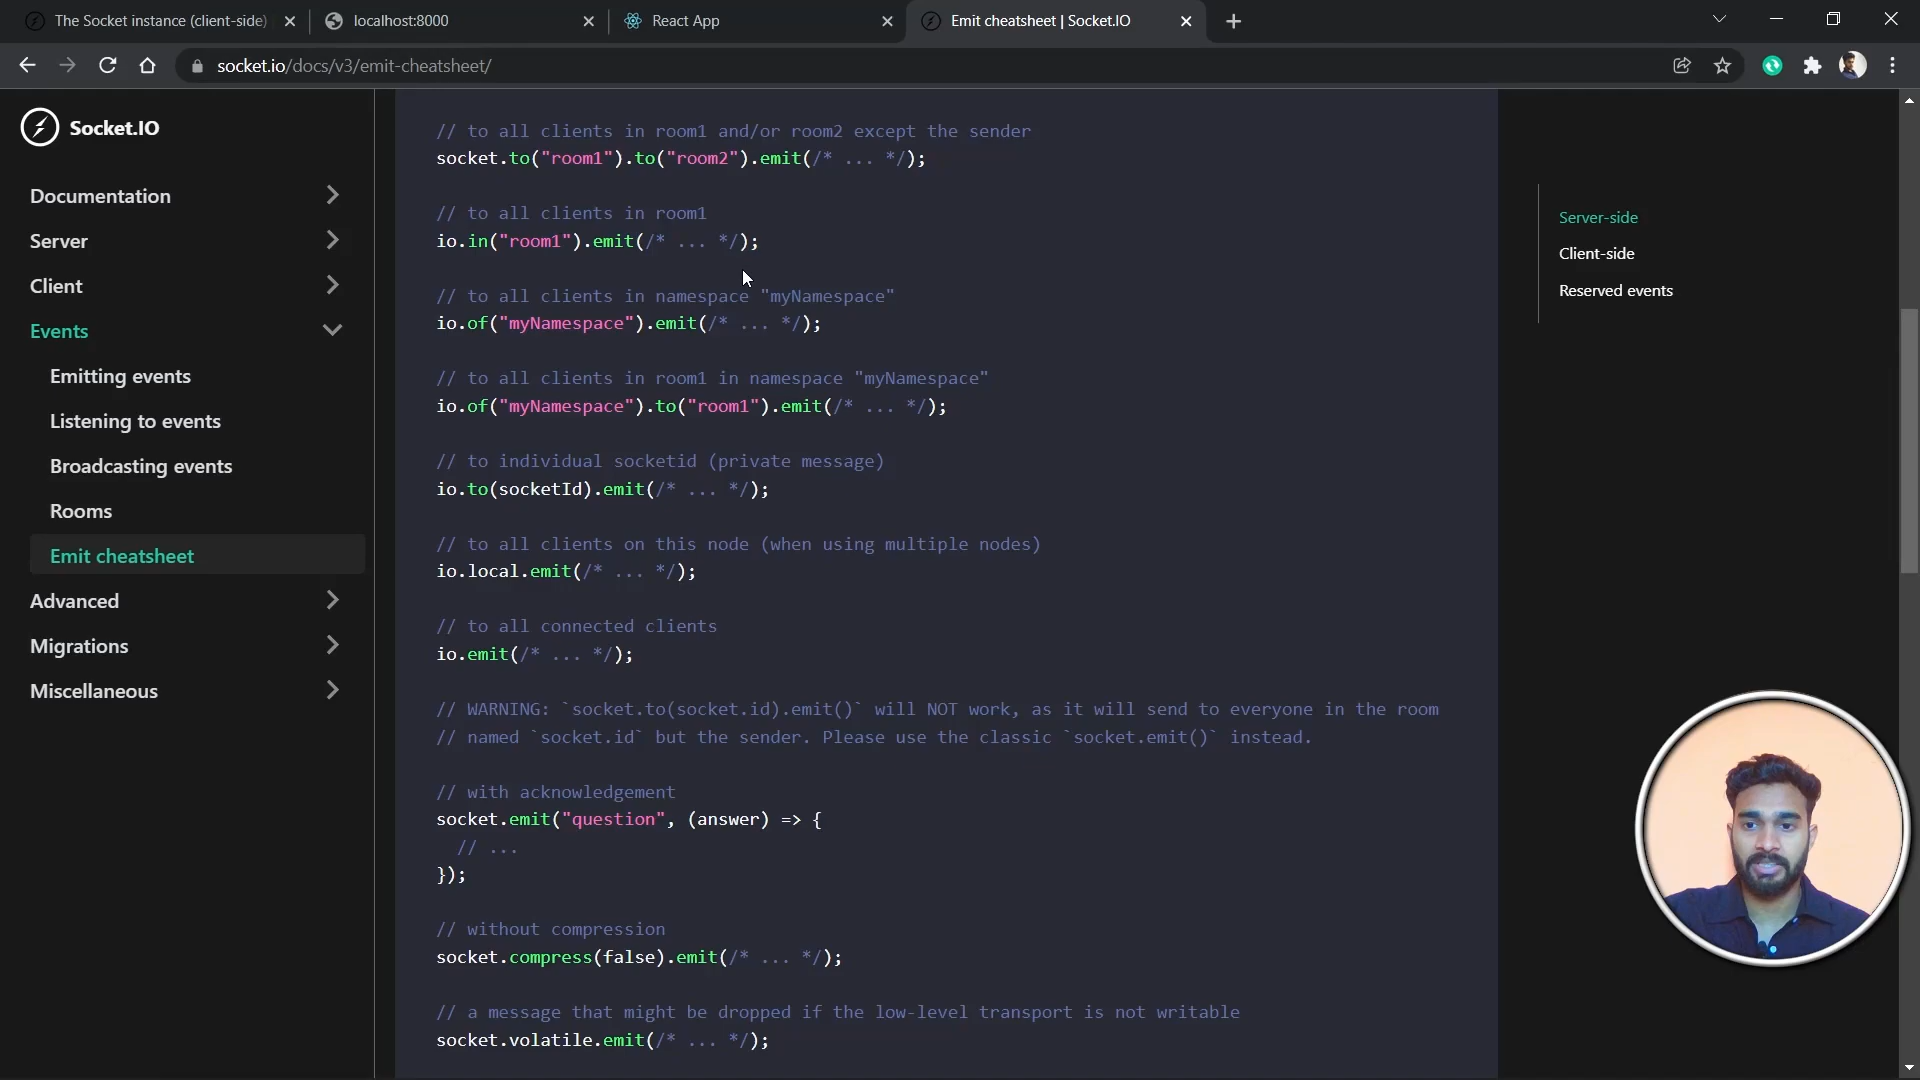 The Socket instance (client-side)
localhost:8000
React App
Emit cheatsheet | Socket.IO
socket.io/docs/v3/emit-cheatsheet/
Socket.IO
Documentation
Server
Client
Events
Emitting events
Listening to events
Broadcasting events
Rooms
Emit cheatsheet
Advanced
Migrations
Miscellaneous
// to all clients in room1 and/or room2 except the sender
socket.to("room1").to("room2").emit(/* ... */);
// to all clients in room1
io.in("room1").emit(/* ... */);
// to all clients in namespace "myNamespace"
io.of("myNamespace").emit(/* ... */);
// to all clients in room1 in namespace "myNamespace"
io.of("myNamespace").to("room1").emit(/* ... */);
// to individual socketid (private message)
io.to(socketId).emit(/* ... */);
// to all clients on this node (when using multiple nodes)
io.local.emit(/* ... */);
// to all connected clients
io.emit(/* ... */);
// WARNING: `socket.to(socket.id).emit()` will NOT work, as it will send to everyone in the room
// named `socket.id` but the sender. Please use the classic `socket.emit()` instead.
// with acknowledgement
socket.emit("question", (answer) => {
// ...
});
// without compression
socket.compress(false).emit(/* ... */);
// a message that might be dropped if the low-level transport is not writable
socket.volatile.emit(/* ... */);
Server-side
Client-side
Reserved events